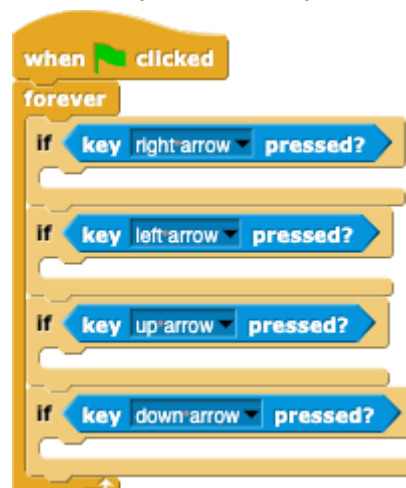 when clicked
forever
if key right arrow pressed?
if key left arrow pressed?
if key up arrow pressed?
if key down arrow pressed?